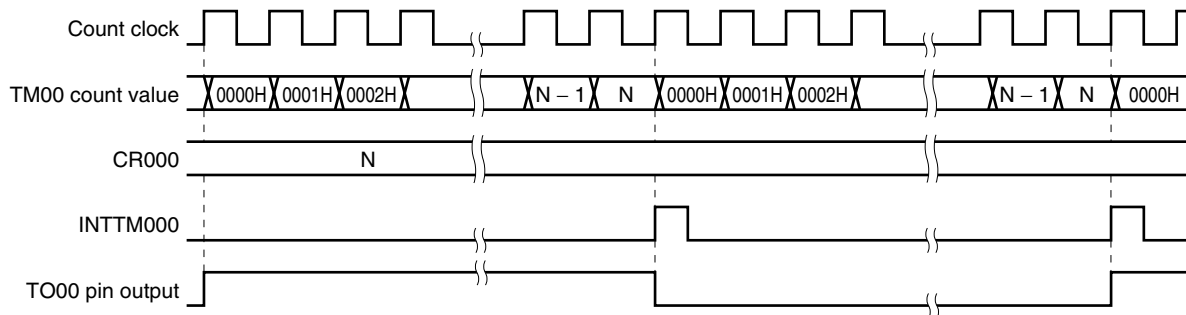 Count clock
TM00 count value 0000H 0001H 0002H N – 1 N 0000H 0001H 0002H N – 1 N 0000H
CR000 N
INTTM000
TO00 pin output